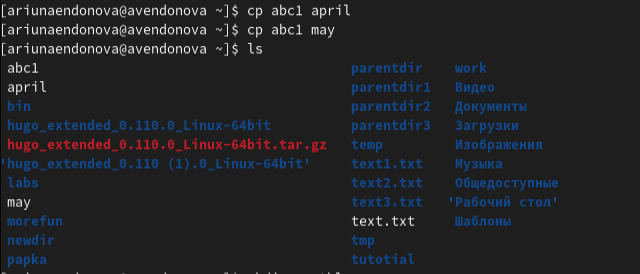 [ariunaendonova@avendonova ~]$ cp abc1 april
[ariunaendonova@avendonova ~]$ cp abc1 may
[ariunaendonova@avendonova ~]$ ls
abc1 parentdir work
april parentdir1 Видео
bin parentdir2 Документы
hugo_extended_0.110.0_Linux-64bit parentdir3 Загрузки
hugo_extended_0.110.0_Linux-64bit.tar.gz temp Изображения
'hugo_extended_0.110 (1).0_Linux-64bit' text1.txt Музыка
labs text2.txt Общедоступные
may text3.txt 'Рабочий стол'
morefun text.txt Шаблоны
newdir tmp
papka tutotial